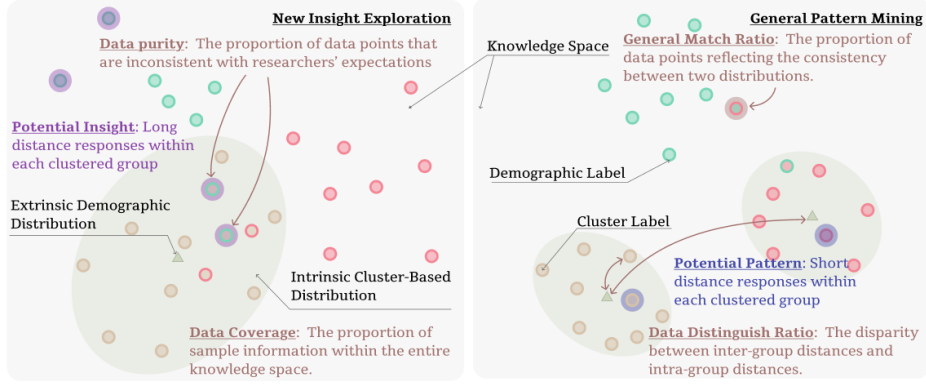 New Insight Exploration
Data purity: The proportion of data points that
are inconsistent with researchers' expectations
Potential Insight: Long
distance responses within
each clustered group
Extrinsic Demographic
Distribution
Intrinsic Cluster-Based
Distribution
Data Coverage: The proportion of
sample information within the entire
knowledge space.
Knowledge Space
Demographic Label
General Pattern Mining
General Match Ratio: The proportion of
data points reflecting the consistency
between two distributions.
Cluster Label
Potential Pattern: Short
distance responses within
each clustered group
Data Distinguish Ratio: The disparity
between inter-group distances and
intra-group distances.